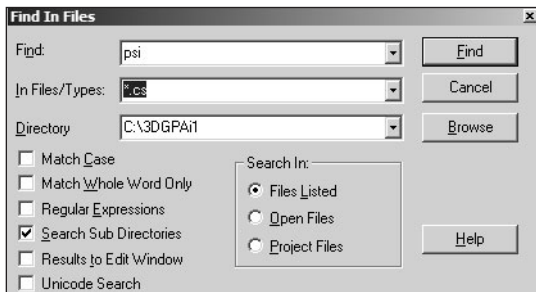 Find In Files
Find: psi Find
In Files/Types: *.cs Cancel
Directory C:\3DGPAi1 Browse
Match Case
Match Whole Word Only
Regular Expressions
Search Sub Directories
Results to Edit Window
Unicode Search
Search In:
Files Listed
Open Files
Project Files
Help